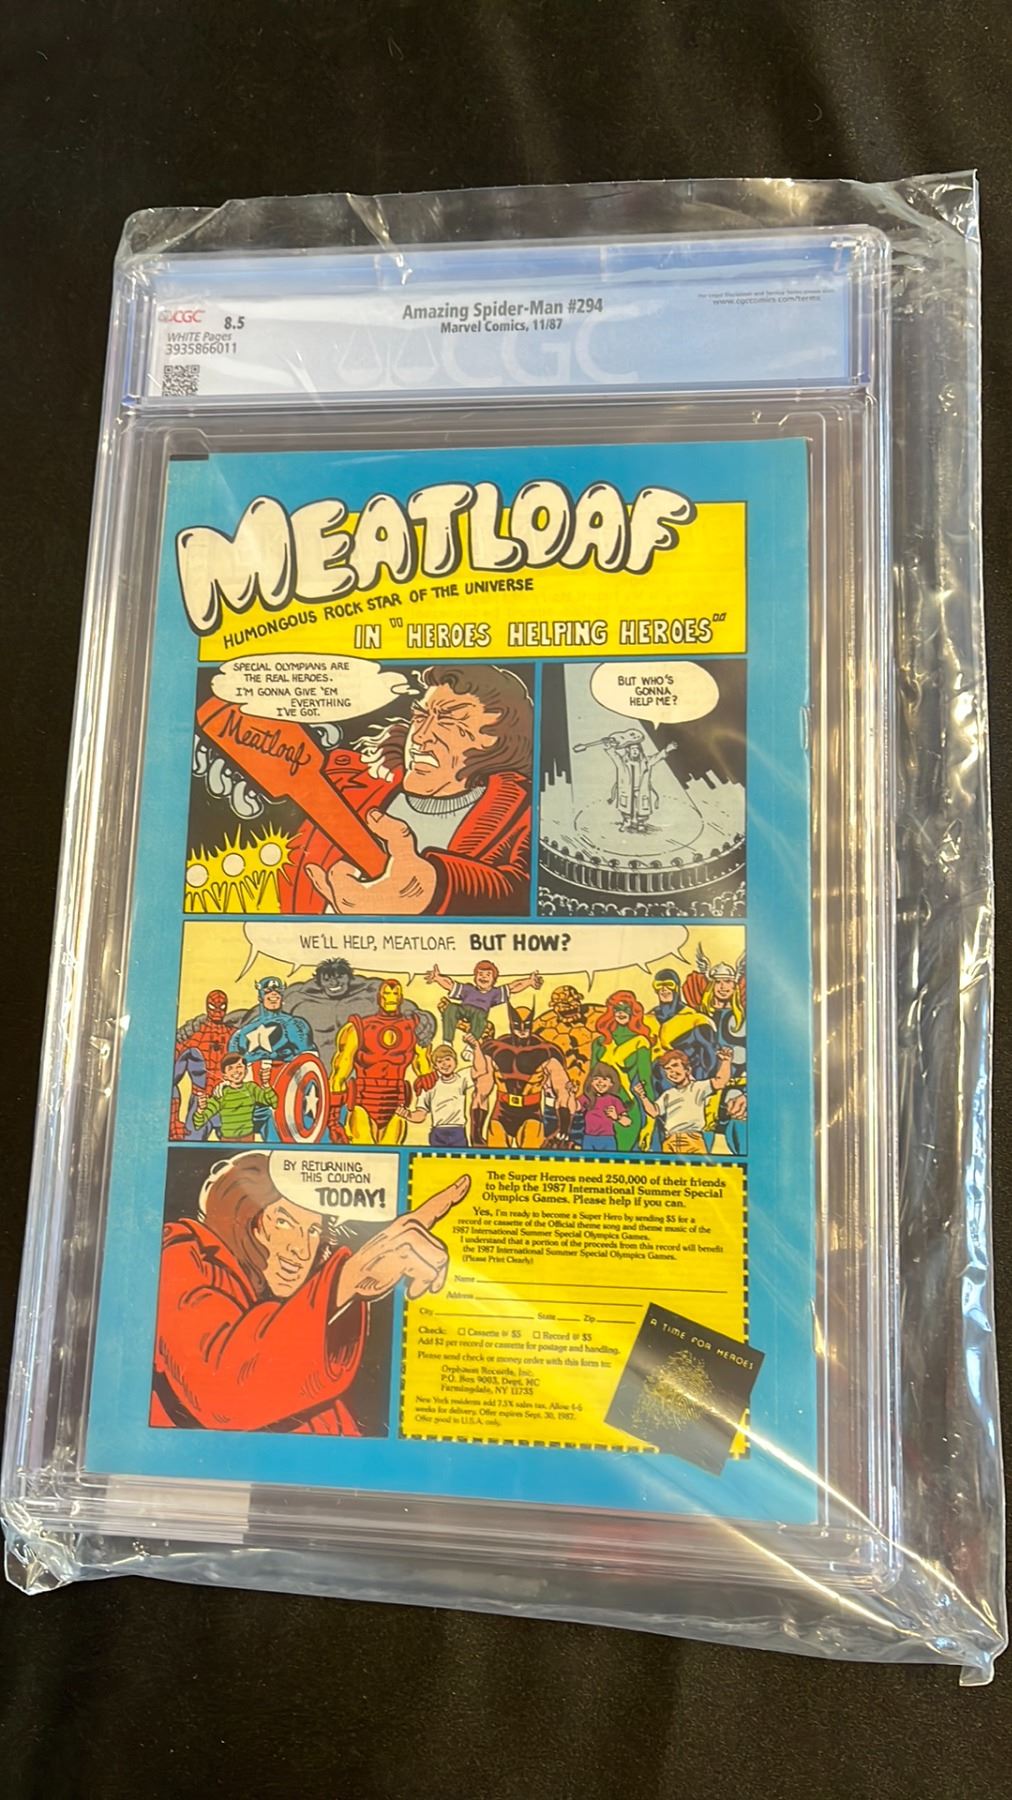 CGC 8.5
WHITE Pages
3935866011
Amazing Spider-Man #294
Marvel Comics, 11/87
www.cgccomics.com/terms
CGC
MEATLOAF
HUMONGOUS ROCK STAR OF THE UNIVERSE
IN "HEROES HELPING HEROES"
SPECIAL OLYMPIANS ARE
THE REAL HEROES.
I'M GONNA GIVE 'EM
EVERYTHING
I'VE GOT.
Meatloaf
BUT WHO'S
GONNA
HELP ME?
WE'LL HELP, MEATLOAF. BUT HOW?
BY RETURNING
THIS COUPON
TODAY!
The Super Heroes need 250,000 of their friends
to help the 1987 International Summer Special
Olympics Games. Please help if you can.
Yes, I'm ready to become a Super Hero by sending $5 for a
record or cassette of the Official theme song and theme music of the
1987 International Summer Special Olympics Games.
I understand that a portion of the proceeds from this record will benefit
the 1987 International Summer Special Olympics Games.
(Please Print Clearly)
Name
Address
City State Zip
Check: Cassette @ $5 Record @ $5
Add $2 per record or cassette for postage and handling.
Please send check or money order with this form to:
Orphaun Records, Inc.
P.O. Box 9003, Dept. MC
Farmingdale, NY 11735
New York residents add 7.5% sales tax. Allow 4-6
weeks for delivery. Offer expires Sept. 30, 1987.
Offer good in U.S.A. only.
A TIME FOR HEROES